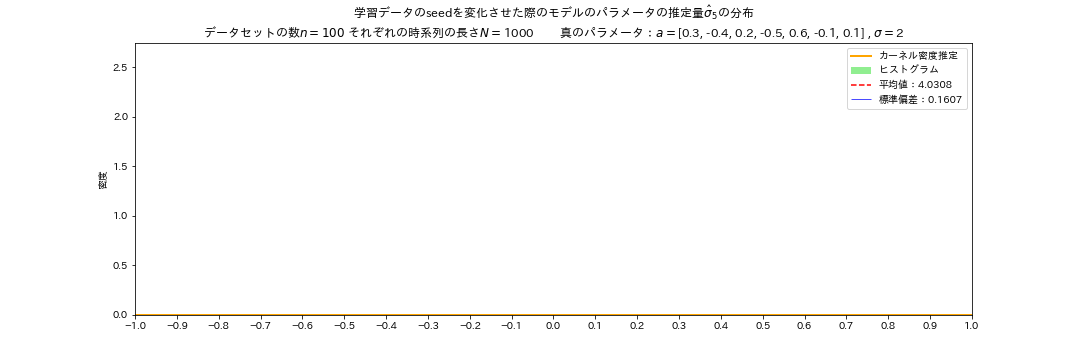 学習データのseedを変化させた際のモデルのパラメータの推定量σ̂₅の分布
データセットの数n = 100 それぞれの時系列の長さN = 1000 真のパラメータ：a = [0.3, -0.4, 0.2, -0.5, 0.6, -0.1, 0.1] , σ = 2
カーネル密度推定
ヒストグラム
平均値：4.0308
標準偏差：0.1607
密度
2.5
2.0
1.5
1.0
0.5
0.0
−1.0 −0.9 −0.8 −0.7 −0.6 −0.5 −0.4 −0.3 −0.2 −0.1 0.0 0.1 0.2 0.3 0.4 0.5 0.6 0.7 0.8 0.9 1.0